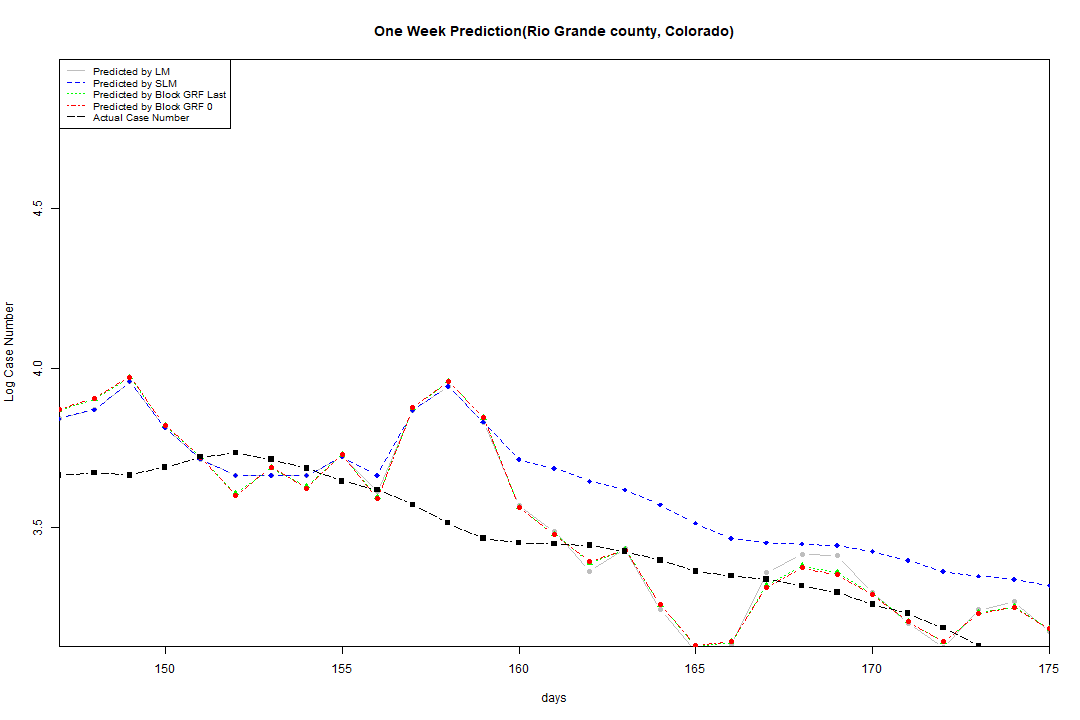 One Week Prediction(Rio Grande county, Colorado)
Predicted by LM
Predicted by SLM
Predicted by Block GRF Last
Predicted by Block GRF 0
Actual Case Number
4.5
4.0
3.5
Log Case Number
150 155 160 165 170 175
days